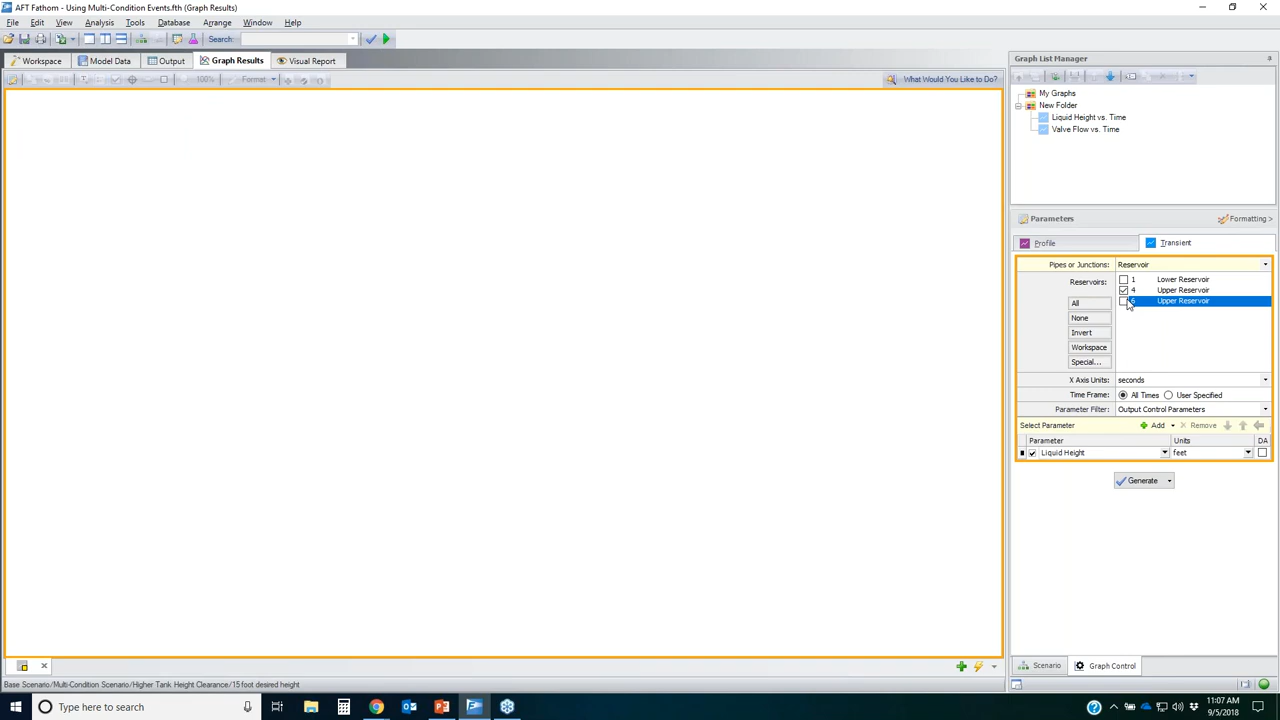 AFT Fathom - Using Multi-Condition Events.fth (Graph Results)
File Edit View Analysis Tools Database Arrange Window Help
Search:
Workspace Model Data Output Graph Results Visual Report
100% Format What Would You Like to Do?
Graph List Manager
My Graphs
New Folder
Liquid Height vs. Time
Valve Flow vs. Time
Parameters Formatting >
Profile Transient
Pipes or Junctions: Reservoir
Reservoirs: 1 Lower Reservoir
4 Upper Reservoir
Upper Reservoir
All
None
Invert
Workspace
Special...
X Axis Units: seconds
Time Frame: All Times User Specified
Parameter Filter: Output Control Parameters
Select Parameter Add Remove
Parameter Units DA
Liquid Height feet
Generate
Scenario Graph Control
Base Scenario/Multi-Condition Scenario/Higher Tank Height Clearance/15 foot desired height
Type here to search
11:07 AM
9/5/2018